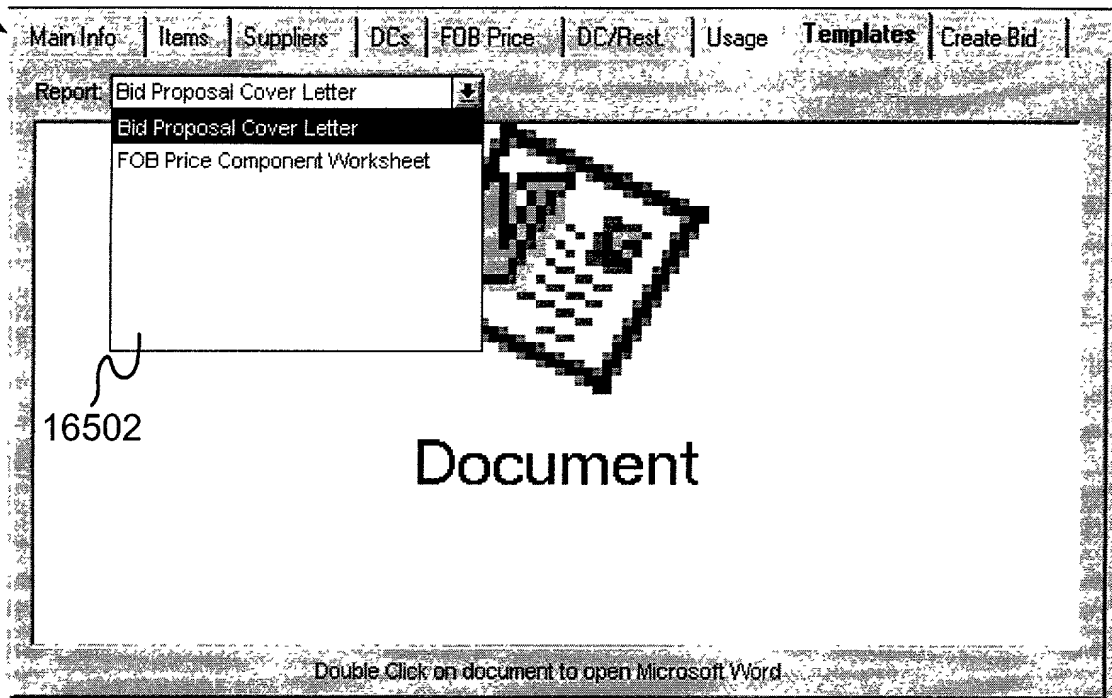 Main Info Items Suppliers DCs FOB Price DC/Rest. Usage Templates Create Bid
Report: Bid Proposal Cover Letter
Bid Proposal Cover Letter
FOB Price Component Worksheet
16502
Document
Double Click on document to open Microsoft Word